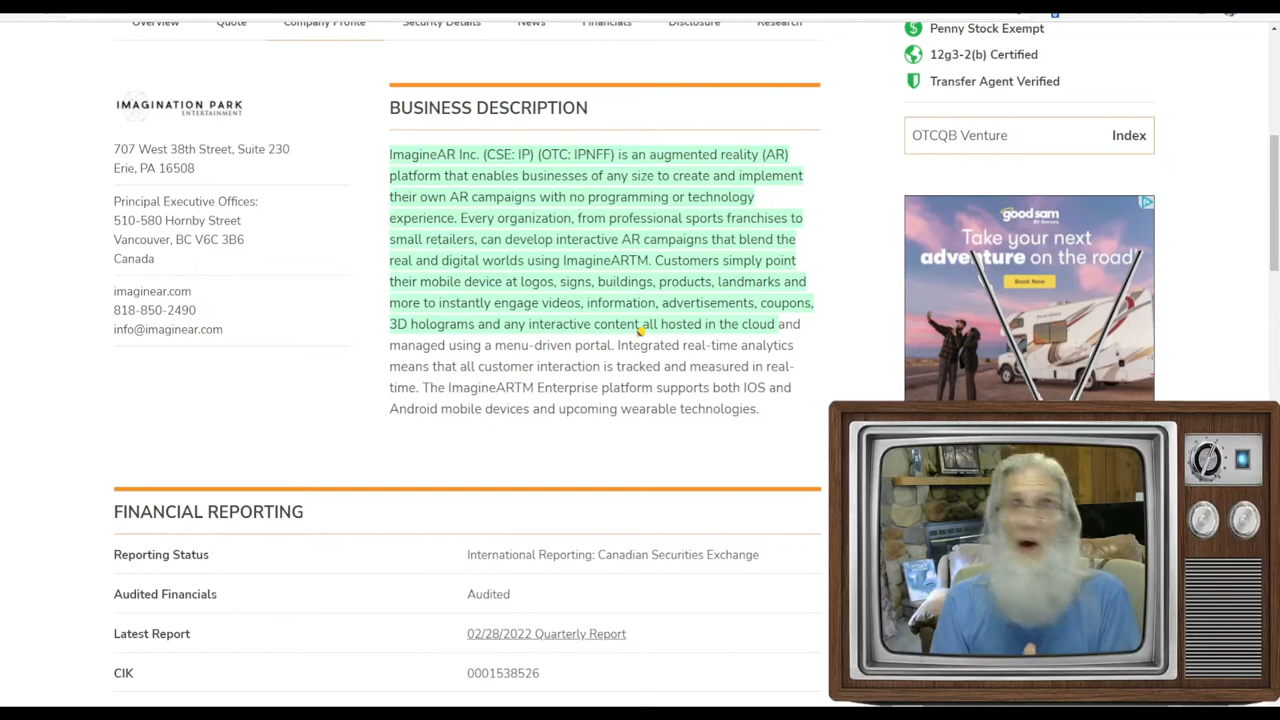 Overview Quote Company Profile Security Details News Financials Disclosure Research
IMAGINATION PARK
ENTERTAINMENT
707 West 38th Street, Suite 230
Erie, PA 16508
Principal Executive Offices:
510-580 Hornby Street
Vancouver, BC V6C 3B6
Canada
imaginear.com
818-850-2490
info@imaginear.com
BUSINESS DESCRIPTION
ImagineAR Inc. (CSE: IP) (OTC: IPNFF) is an augmented reality (AR)
platform that enables businesses of any size to create and implement
their own AR campaigns with no programming or technology
experience. Every organization, from professional sports franchises to
small retailers, can develop interactive AR campaigns that blend the
real and digital worlds using ImagineARTM. Customers simply point
their mobile device at logos, signs, buildings, products, landmarks and
more to instantly engage videos, information, advertisements, coupons,
3D holograms and any interactive content all hosted in the cloud and
managed using a menu-driven portal. Integrated real-time analytics
means that all customer interaction is tracked and measured in real-
time. The ImagineARTM Enterprise platform supports both IOS and
Android mobile devices and upcoming wearable technologies.
FINANCIAL REPORTING
Reporting Status International Reporting: Canadian Securities Exchange
Audited Financials Audited
Latest Report 02/28/2022 Quarterly Report
CIK 0001538526
Penny Stock Exempt
12g3-2(b) Certified
Transfer Agent Verified
OTCQB Venture Index
good sam
Take your next
adventure on the road
Book Now